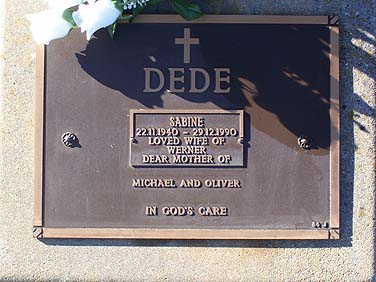 DEDE
SABINE
22.11.1940 - 29.12.1990
LOVED WIFE OF
WERNER
DEAR MOTHER OF
MICHAEL AND OLIVER
IN GOD'S CARE